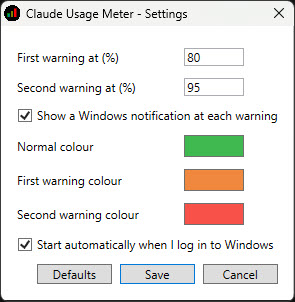 Claude Usage Meter - Settings
First warning at (%) 80
Second warning at (%) 95
Show a Windows notification at each warning
Normal colour
First warning colour
Second warning colour
Start automatically when I log in to Windows
Defaults Save Cancel